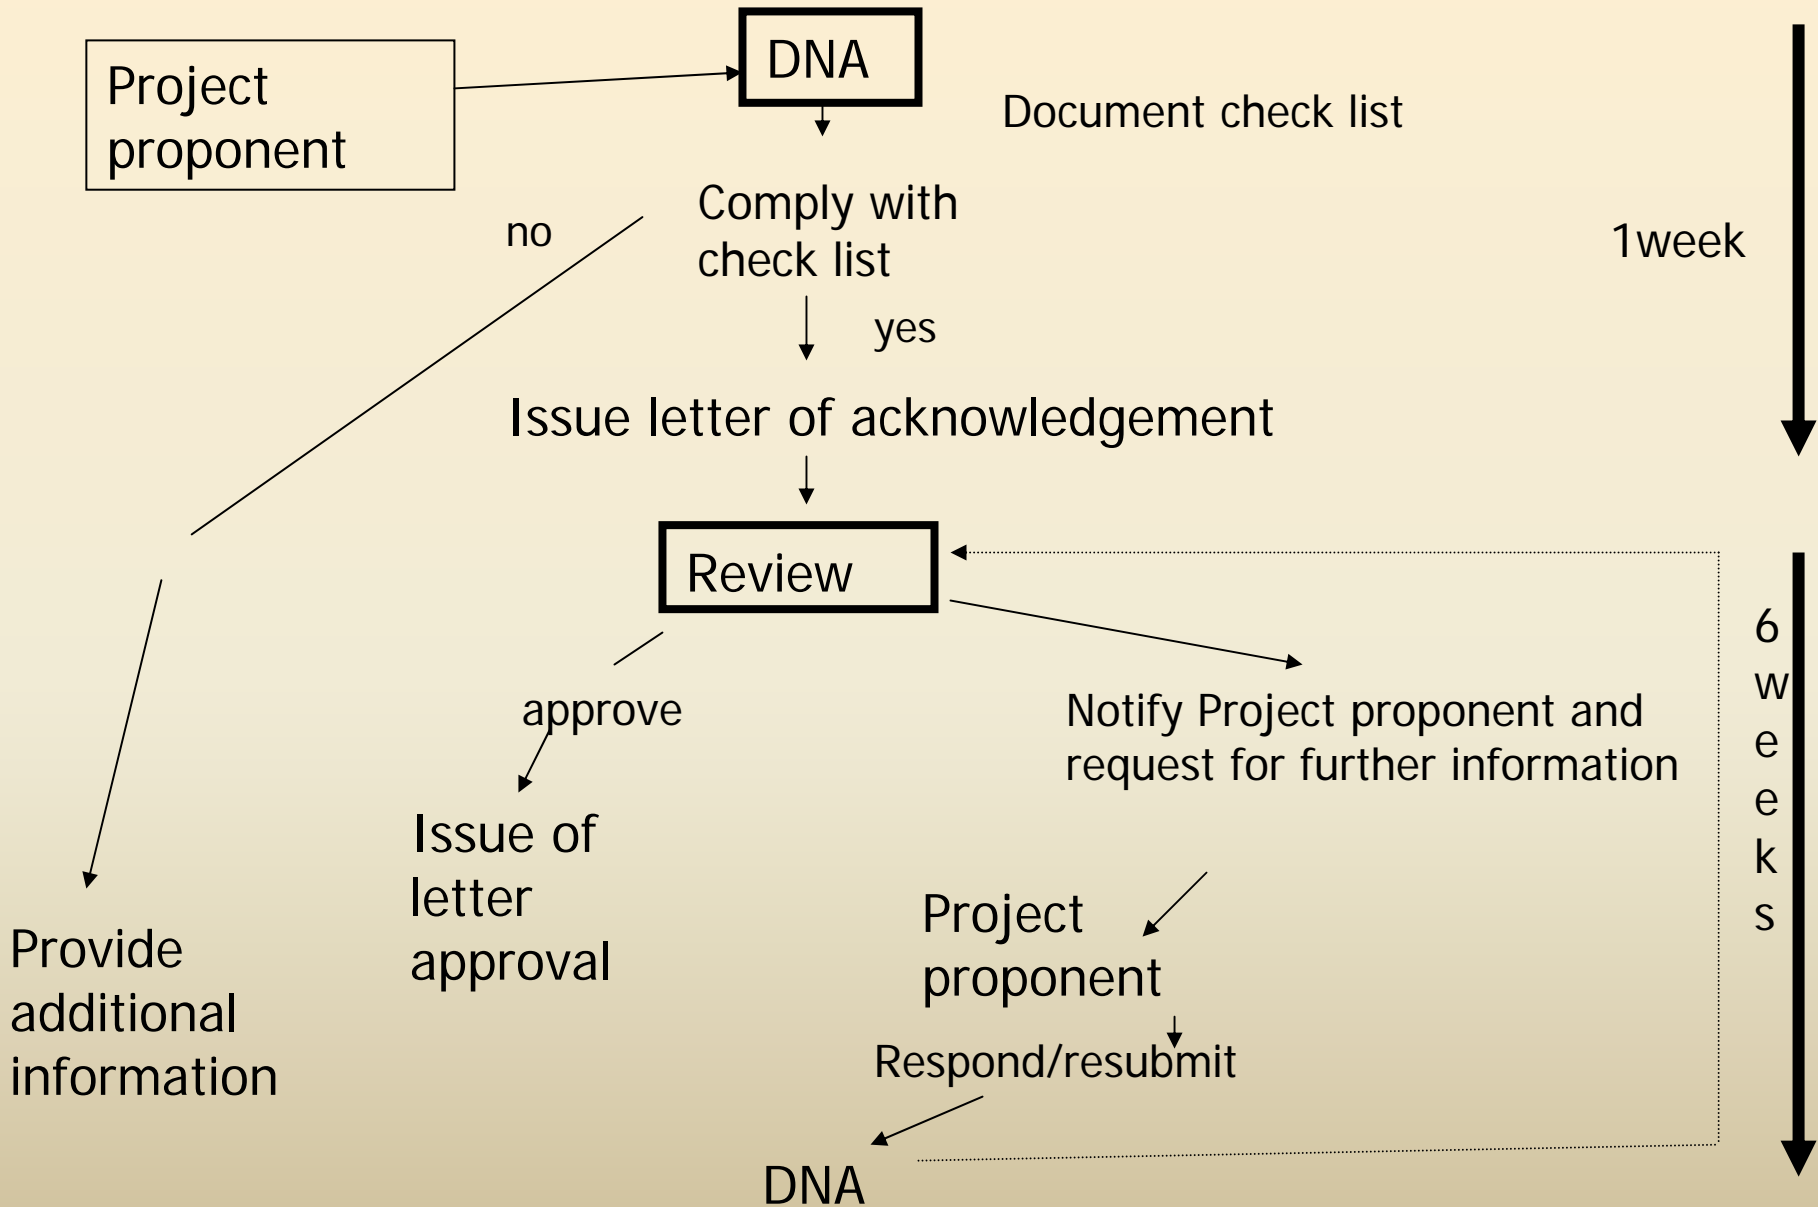 DNA
Project
proponent
Document check list
Comply with
check list
no
1week
yes
Issue letter of acknowledgement
Review
6
w
e
e
k
s
approve
Notify Project proponent and
request for further information
Issue of
letter
approval
Project
proponent
Provide
additional
information
Respond/resubmit
DNA